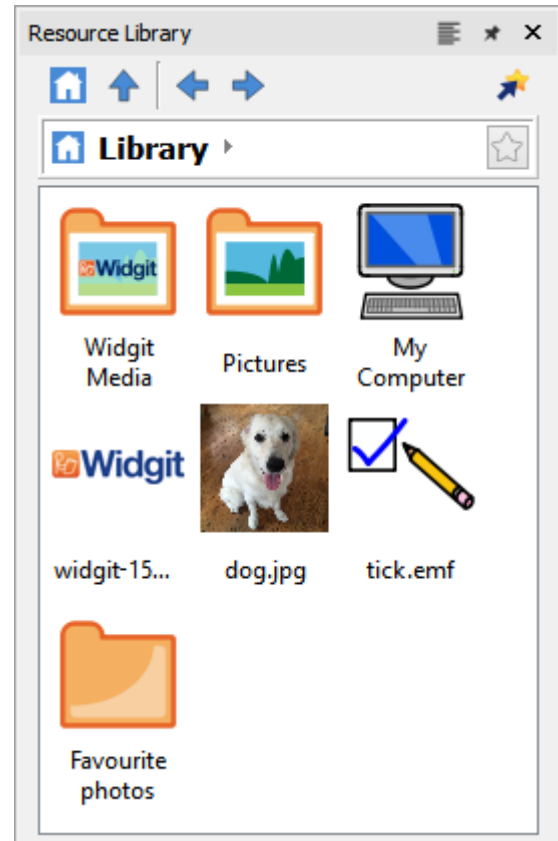 Resource Library
Library
Widgit
Widgit
Media
Pictures
My
Computer
Widgit
widgit-15...
dog.jpg
tick.emf
Favourite
photos